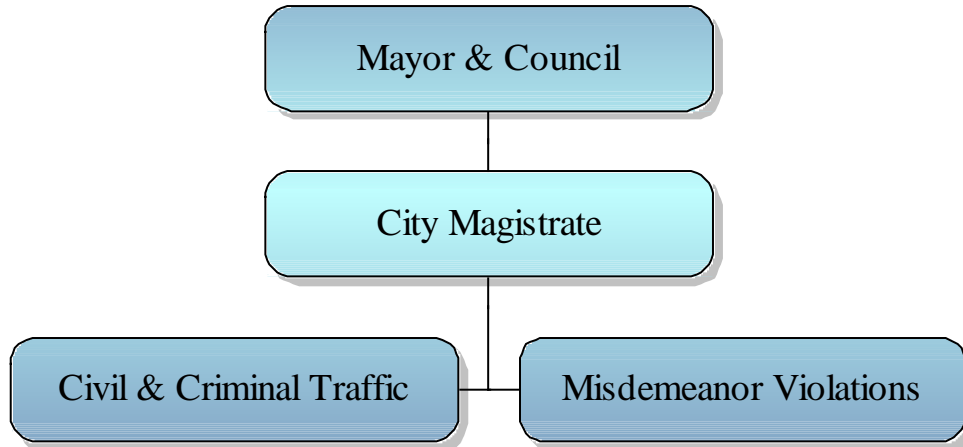 Mayor & Council
City Magistrate
Civil & Criminal Traffic
Misdemeanor Violations